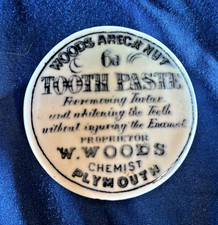 WOODS ARECA NUT
6D
TOOTH PASTE
For removing Tartar
and whitening the Teeth
without injuring the Enamel
PROPRIETOR
W. WOODS
CHEMIST
PLYMOUTH